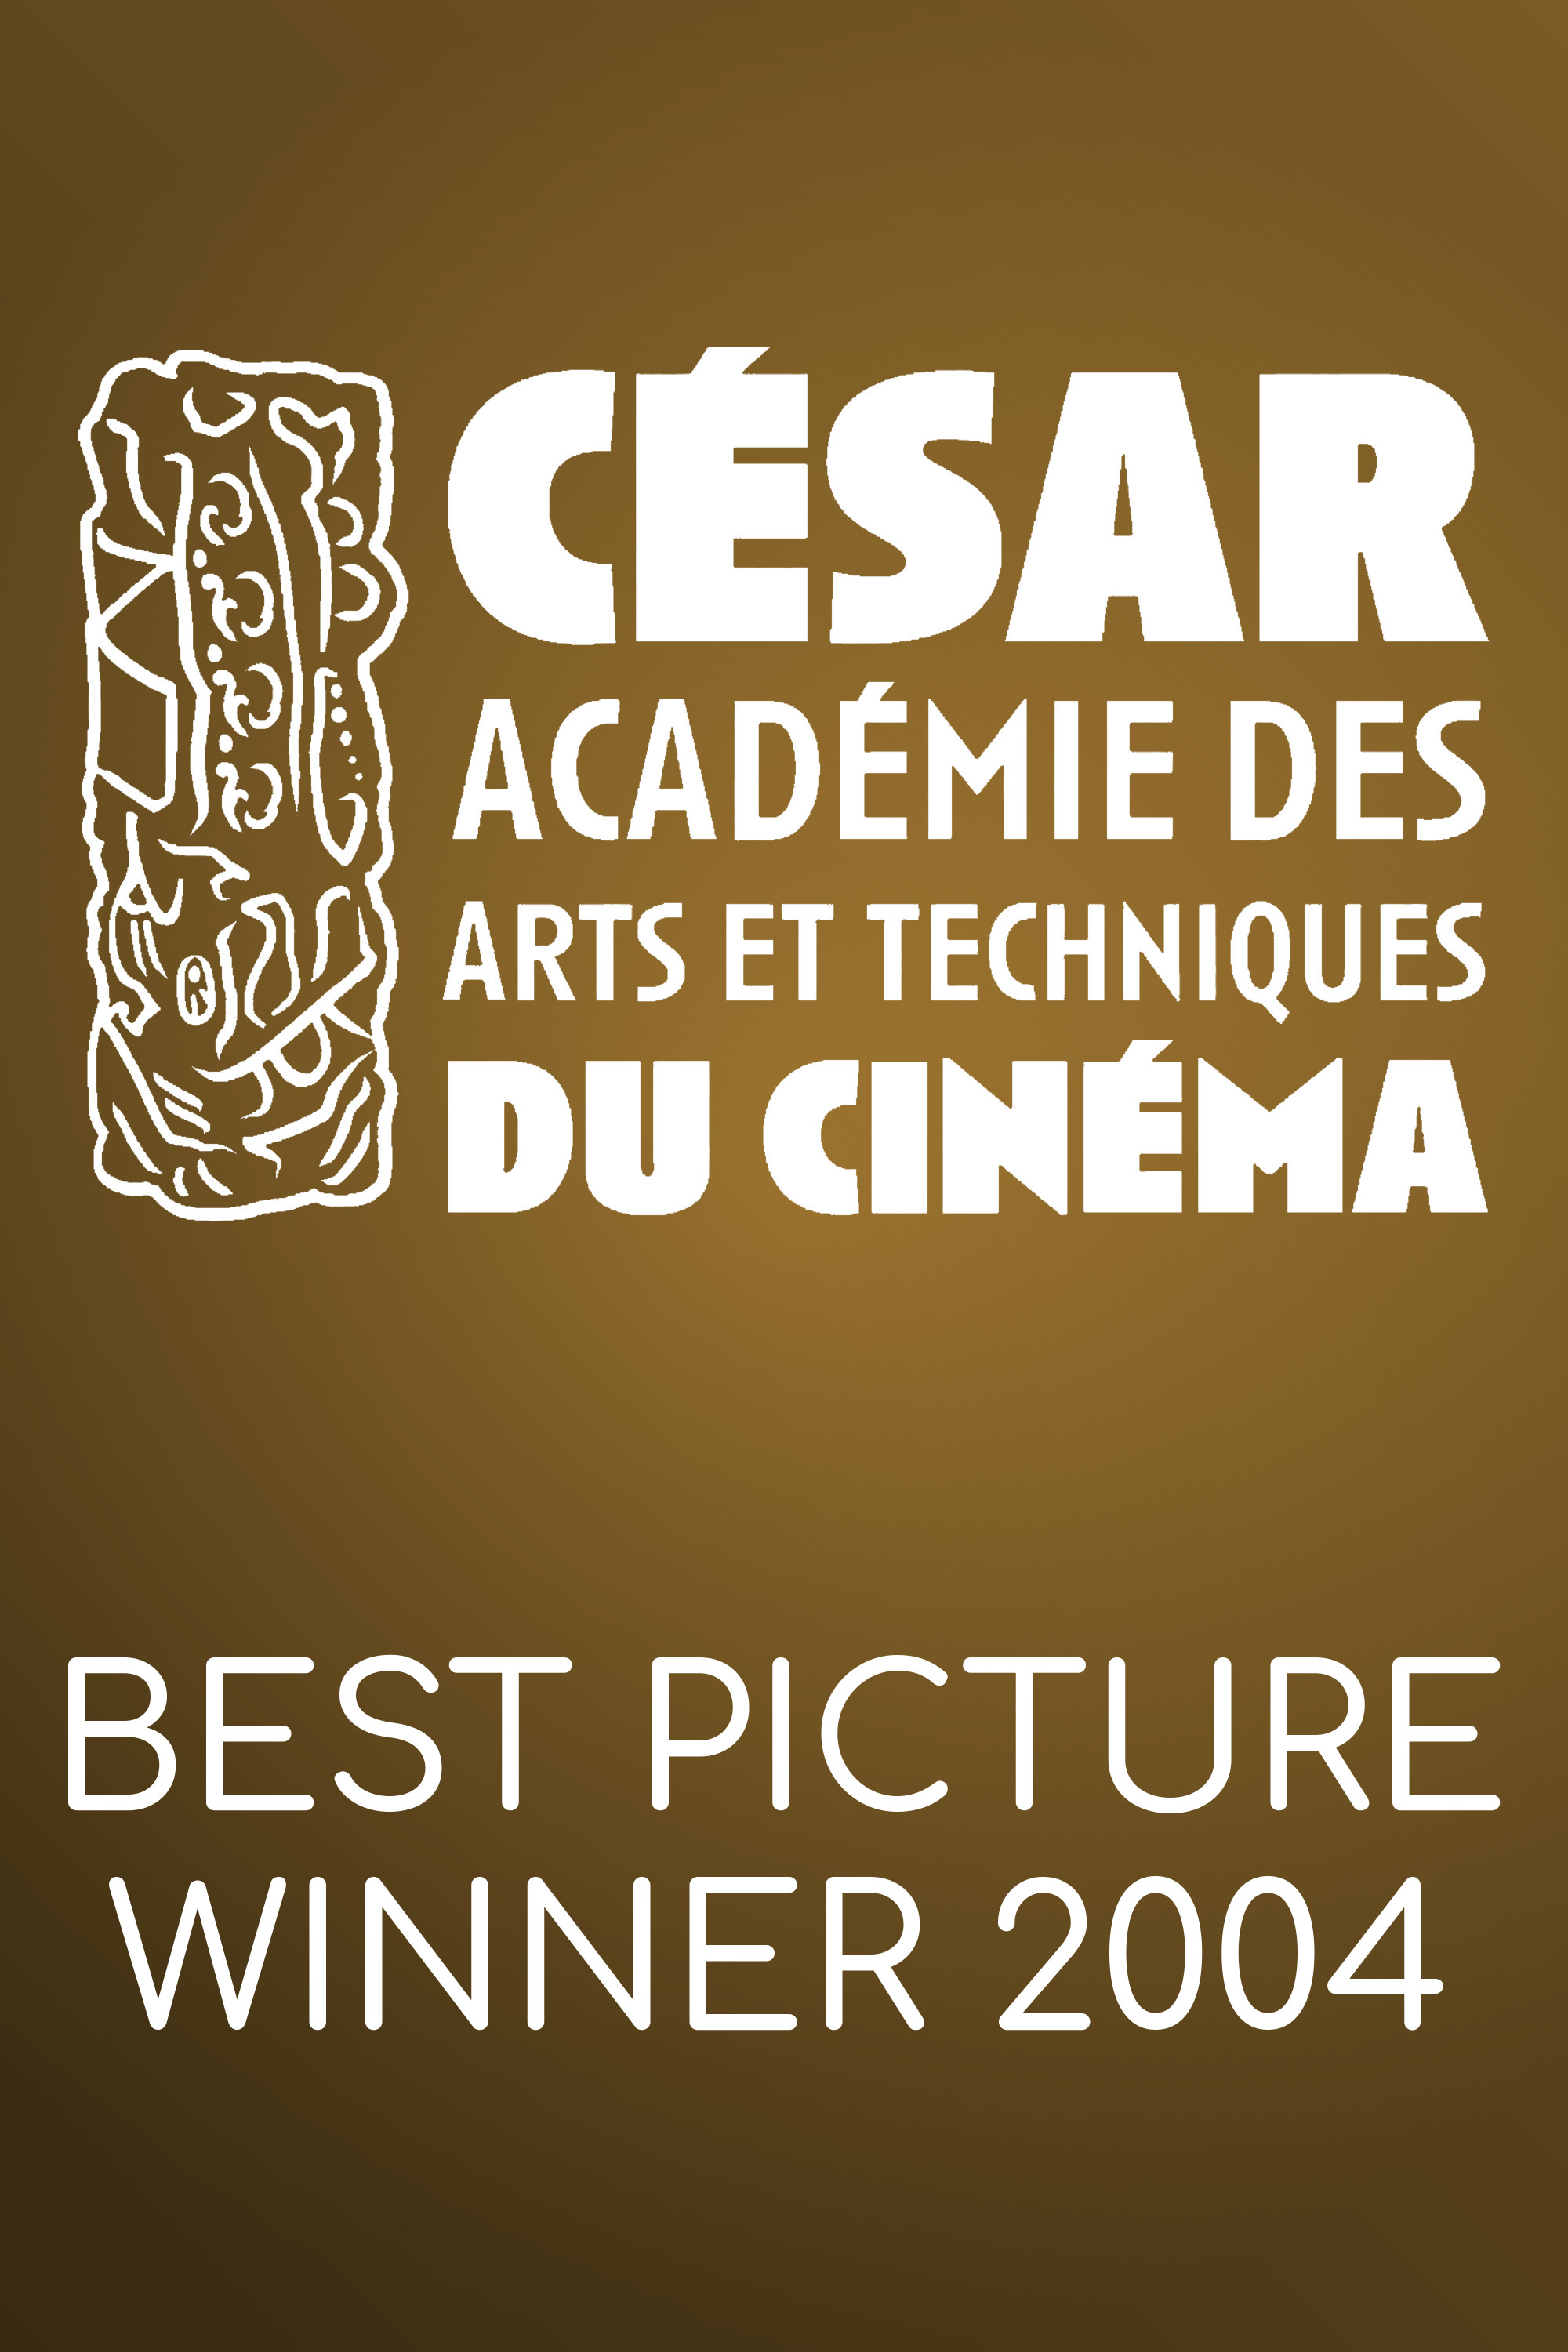 CÉSAR
ACADÉMIE DES
ARTS ET TECHNIQUES
DU CINÉMA
BEST PICTURE
WINNER 2004